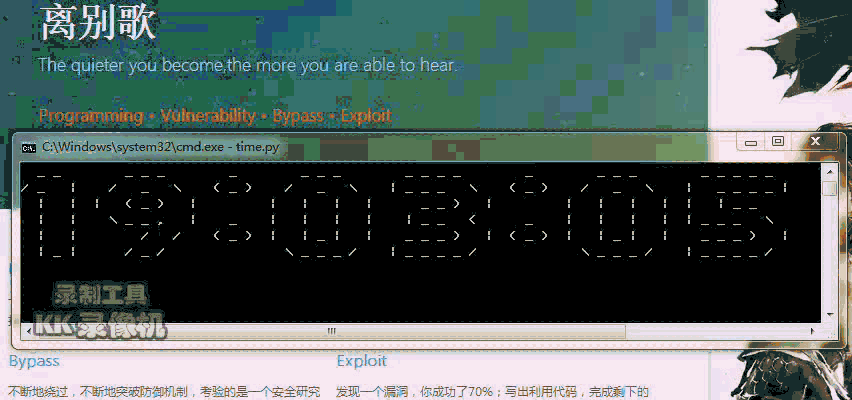 离别歌
The quieter you become,the more you are able to hear.
Programming • Vulnerability • Bypass • Exploit
C:\Windows\system32\cmd.exe - time.py
19:03:05
录制工具
KK录像机
Bypass
Exploit
不断地绕过，不断地突破防御机制，考验的是一个安全研究
发现一个漏洞，你成功了70%；写出利用代码，完成剩下的